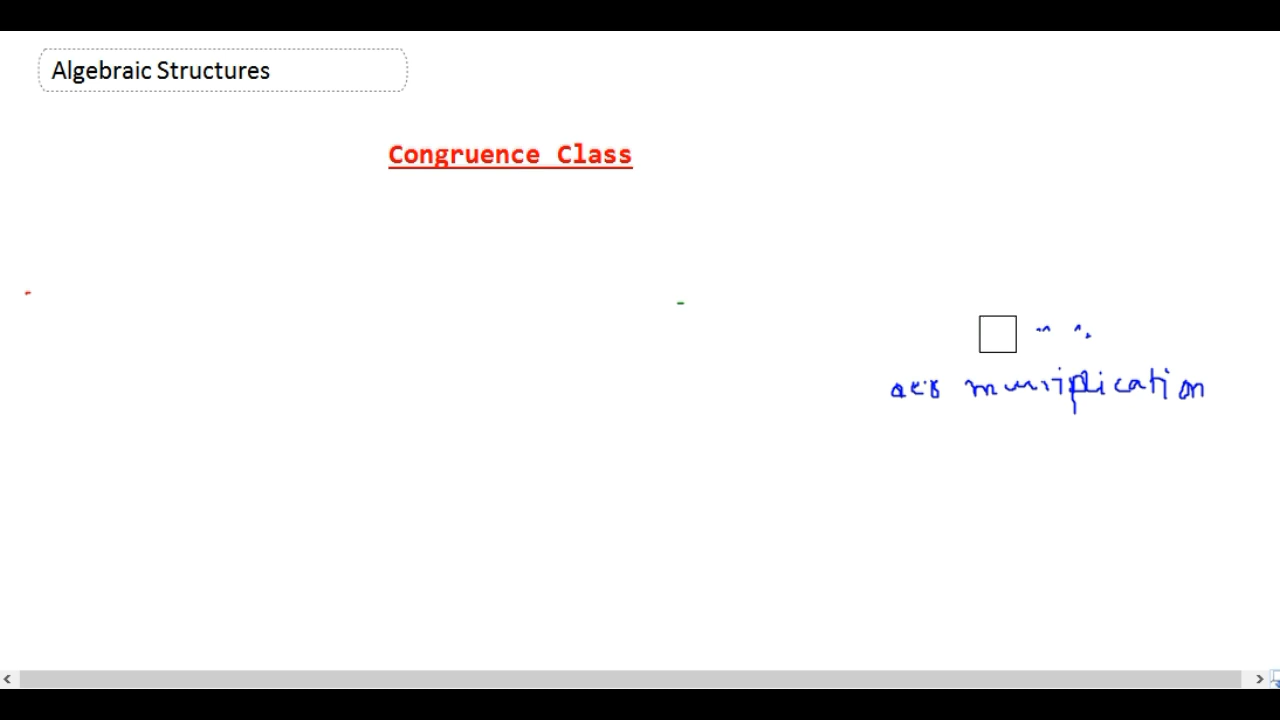 Algebraic Structures
Congruence Class
multiplication